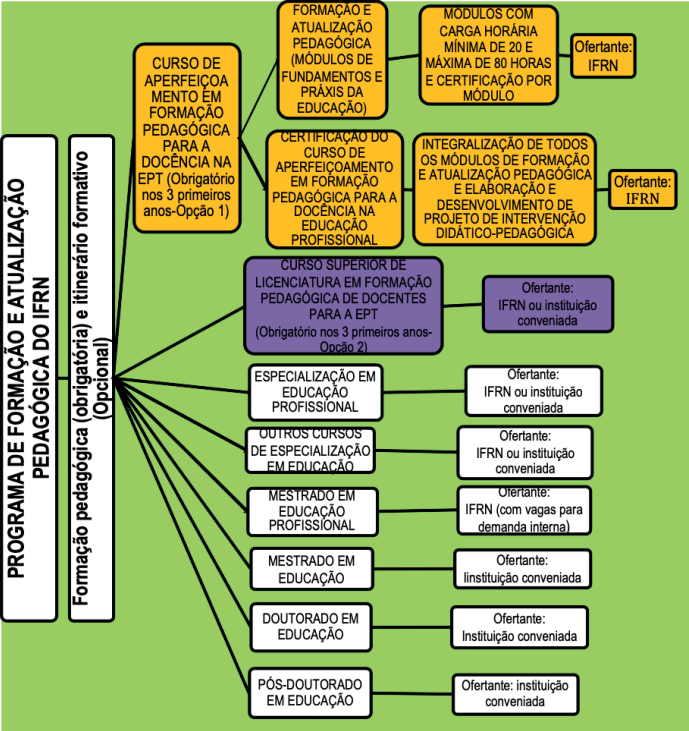 PROGRAMA DE FORMAÇÃO E ATUALIZAÇÃO
PEDAGÓGICA DO IFRN
Formação pedagógica (obrigatória) e itinerário formativo
(Opcional)
CURSO DE
APERFEIÇOA
MENTO EM
FORMAÇÃO
PEDAGÓGICA
PARA A
DOCÊNCIA NA
EPT (Obrigatório
nos 3 primeiros
anos-Opção 1)
FORMAÇÃO E
ATUALIZAÇÃO
PEDAGÓGICA
(MÓDULOS DE
FUNDAMENTOS E
PRÁXIS DA
EDUCAÇÃO)
MÓDULOS COM
CARGA HORÁRIA
MÍNIMA DE 20 E
MÁXIMA DE 80 HORAS
E CERTIFICAÇÃO POR
MÓDULO
Ofertante:
IFRN
CERTIFICAÇÃO DO
CURSO DE
APERFEIÇOAMENTO
EM FORMAÇÃO
PEDAGÓGICA PARA A
DOCÊNCIA NA
EDUCAÇÃO
PROFISSIONAL
INTEGRALIZAÇÃO DE TODOS
OS MÓDULOS DE FORMAÇÃO
E ATUALIZAÇÃO PEDAGÓGICA
E ELABORAÇÃO E
DESENVOLVIMENTO DE
PROJETO DE INTERVENÇÃO
DIDÁTICO-PEDAGÓGICA
Ofertante:
IFRN
CURSO SUPERIOR DE
LICENCIATURA EM FORMAÇÃO
PEDAGÓGICA DE DOCENTES
PARA A EPT
(Obrigatório nos 3 primeiros anos-
Opção 2)
Ofertante:
IFRN ou instituição
conveniada
ESPECIALIZAÇÃO EM
EDUCAÇÃO
PROFISSIONAL
Ofertante:
IFRN ou instituição
conveniada
OUTROS CURSOS
DE ESPECIALIZAÇÃO
EM EDUCAÇÃO
Ofertante:
IFRN ou instituição
conveniada
MESTRADO EM
EDUCAÇÃO
PROFISSIONAL
Ofertante:
IFRN (com vagas para
demanda interna)
MESTRADO EM
EDUCAÇÃO
Ofertante:
Iinstituição conveniada
DOUTORADO EM
EDUCAÇÃO
Ofertante:
Instituição conveniada
PÓS-DOUTORADO
EM EDUCAÇÃO
Ofertante: instituição
conveniada